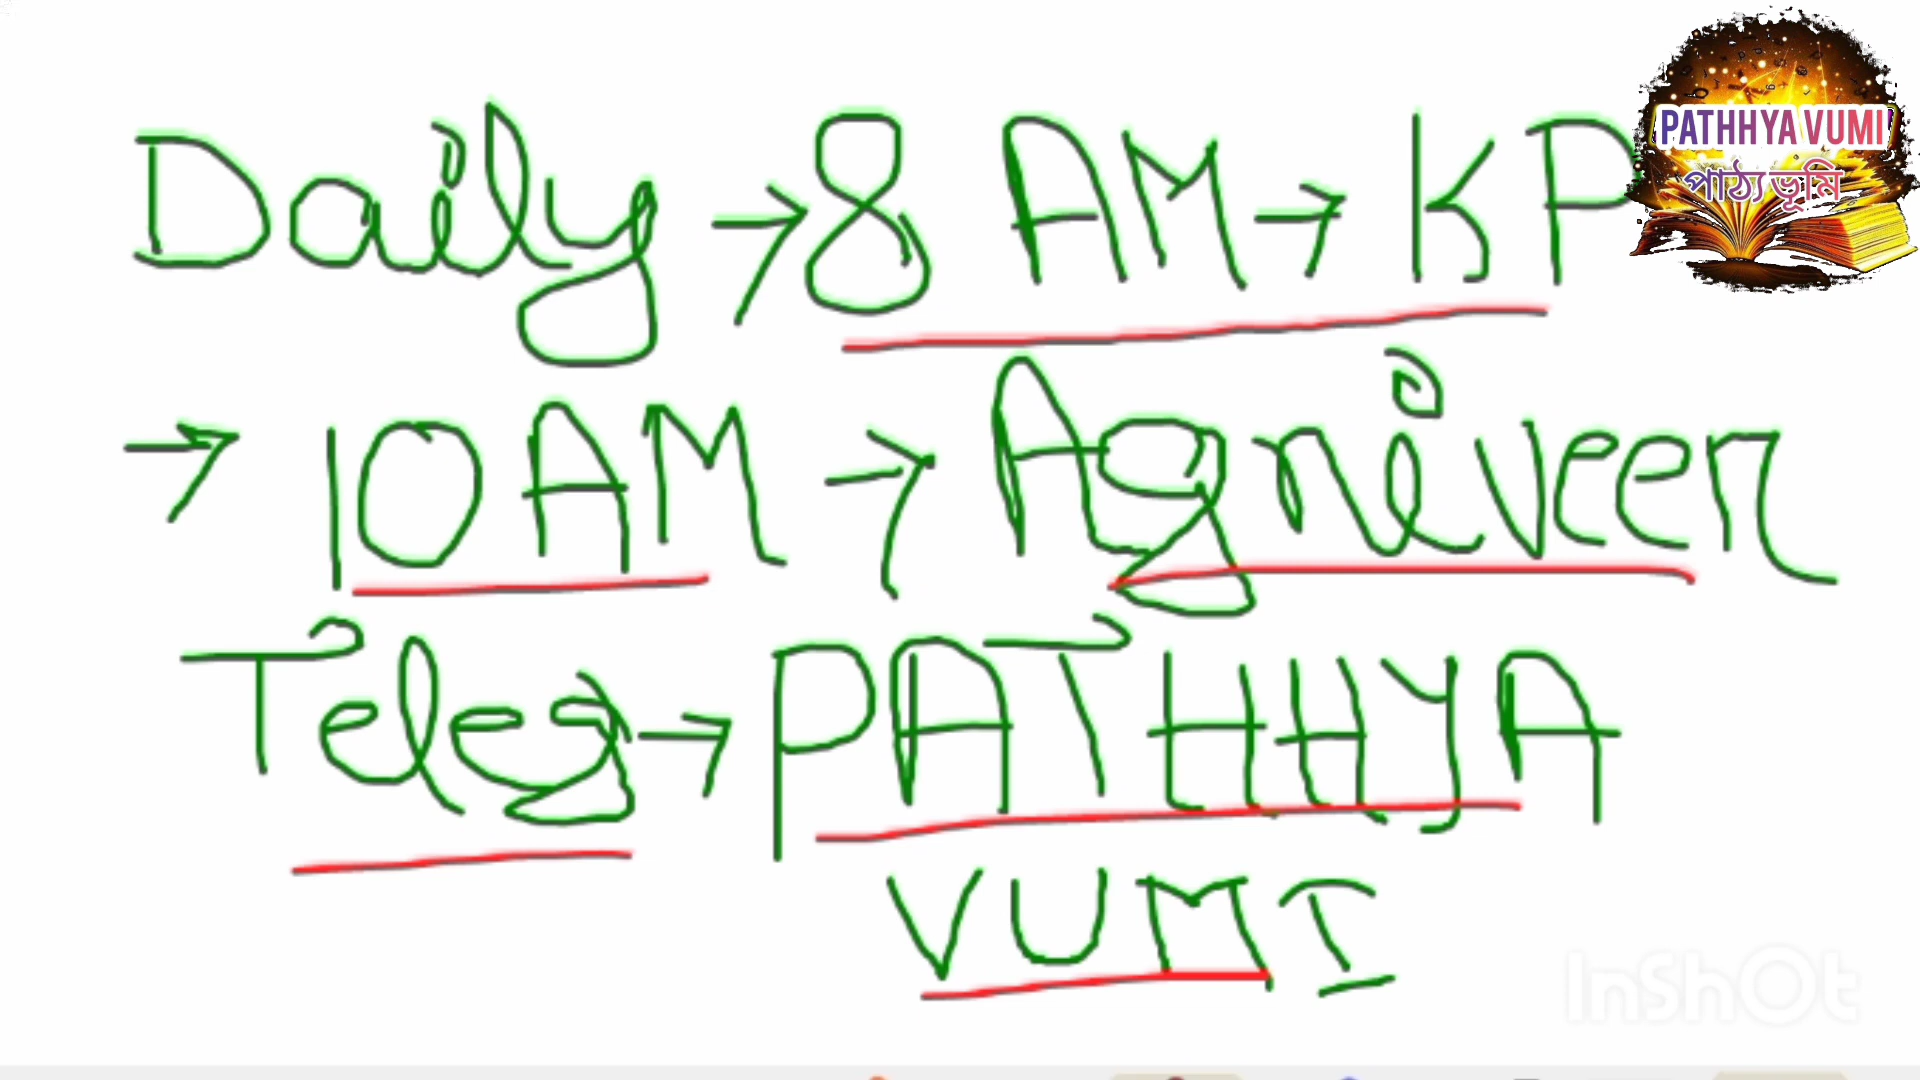 Daily → 8 AM → KP
PATHHYA VUMI
পাঠ্য ভূমি
→ 10 AM → Agniveer
Teleg → PATHHYA
VUMI
InShOt